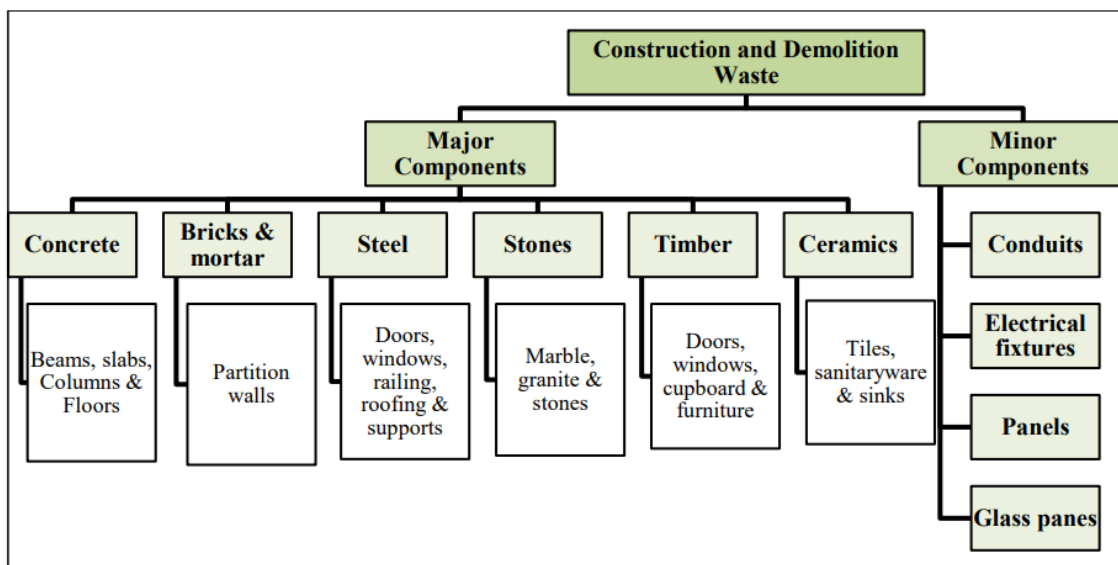 Construction and Demolition
Waste
Major
Components
Minor
Components
Concrete
Bricks &
mortar
Steel
Stones
Timber
Ceramics
Conduits
Beams, slabs,
Columns &
Floors
Partition
walls
Doors,
windows,
railing,
roofing &
supports
Marble,
granite &
stones
Doors,
windows,
cupboard &
furniture
Tiles,
sanitaryware
& sinks
Electrical
fixtures
Panels
Glass panes